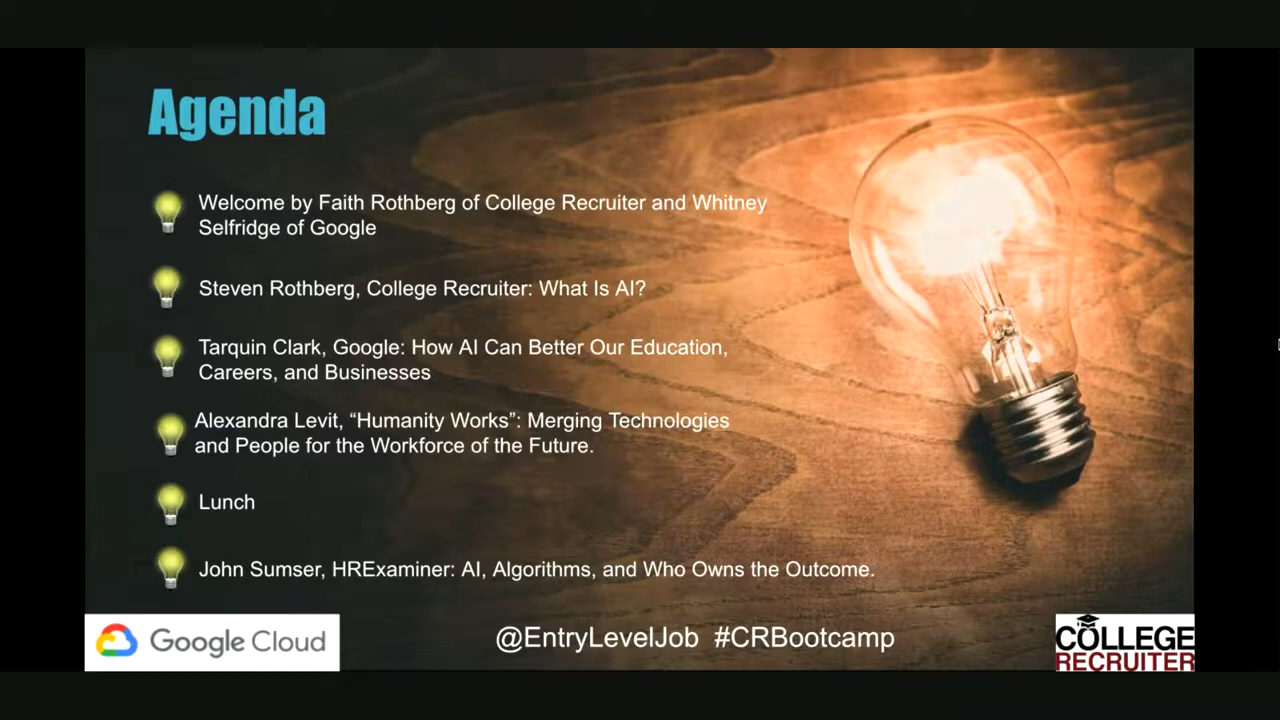 Agenda
Welcome by Faith Rothberg of College Recruiter and Whitney
Selfridge of Google
Steven Rothberg, College Recruiter: What Is AI?
Tarquin Clark, Google: How AI Can Better Our Education,
Careers, and Businesses
Alexandra Levit, “Humanity Works”: Merging Technologies
and People for the Workforce of the Future.
Lunch
John Sumser, HRExaminer: AI, Algorithms, and Who Owns the Outcome.
Google Cloud
@EntryLevelJob #CRBootcamp
COLLEGE
RECRUITER